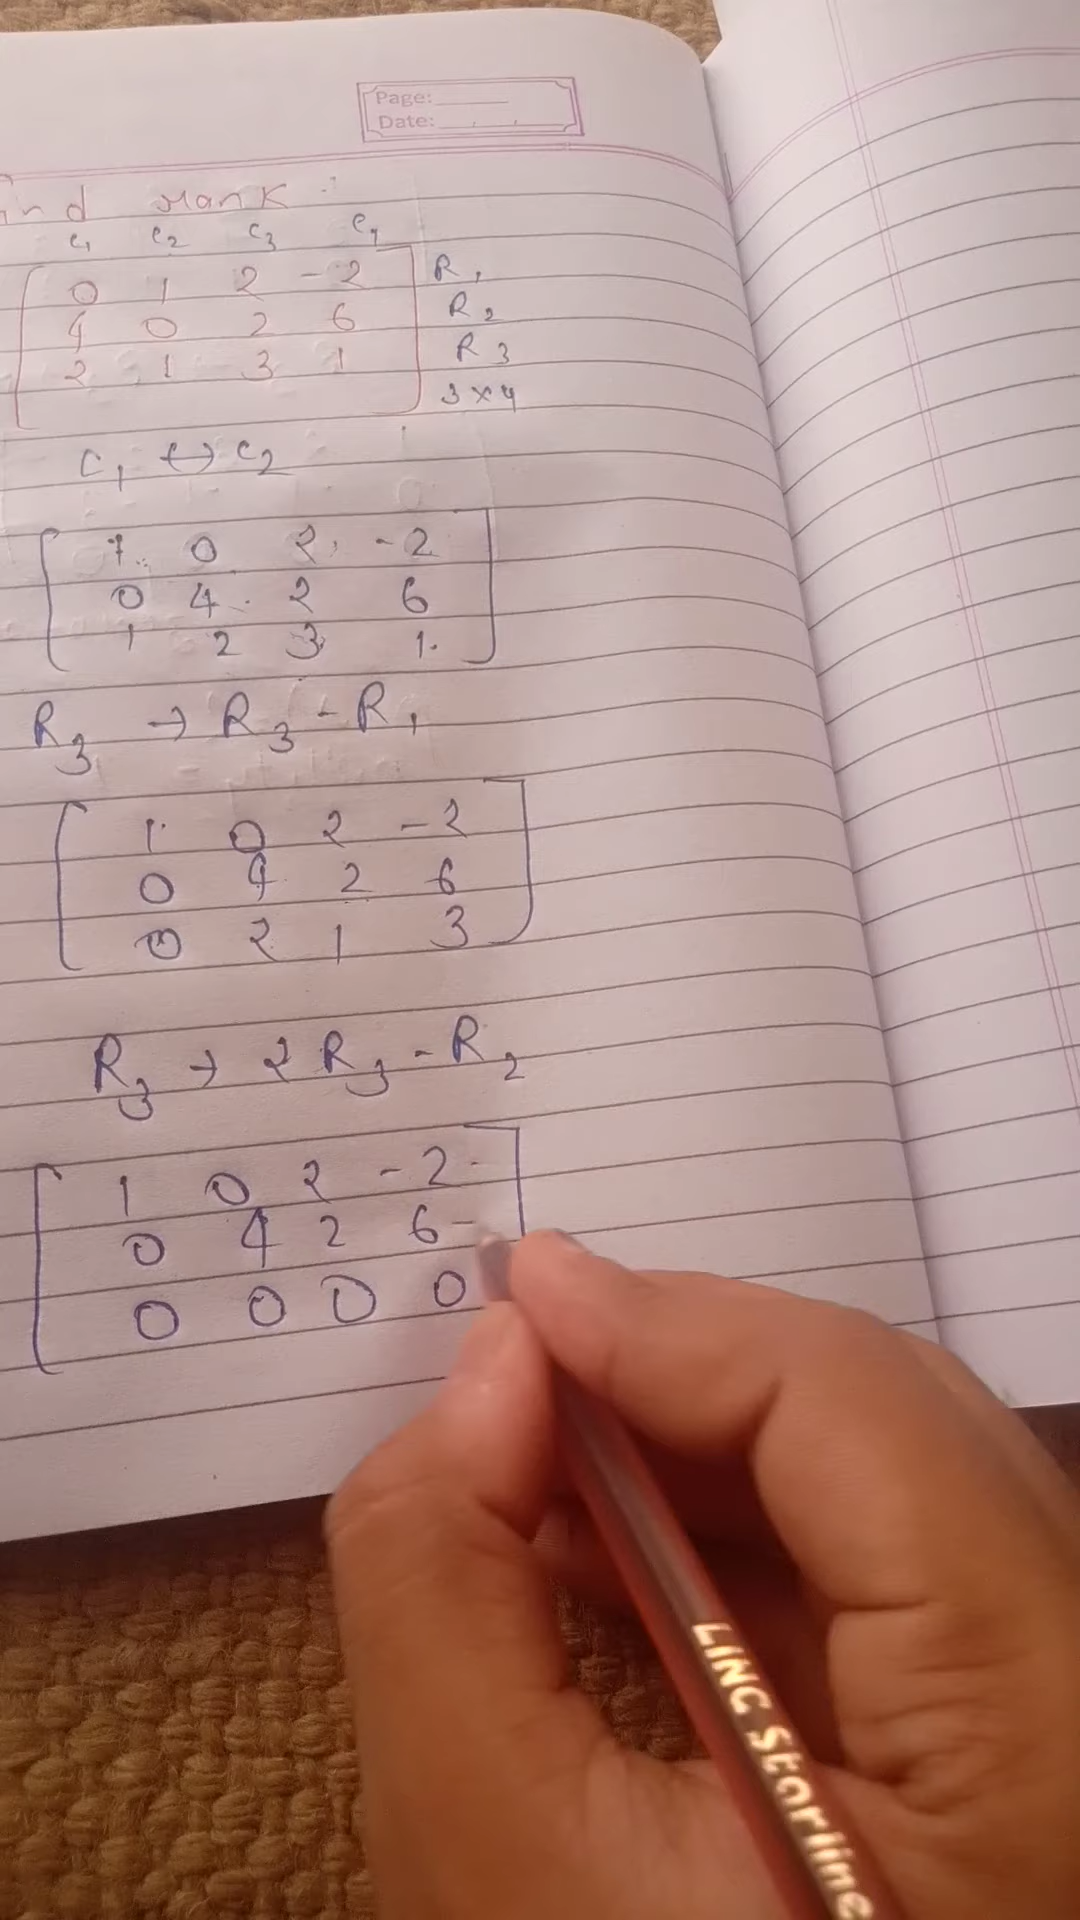 Page:
Date:
ind rank :
C1 C2 C3 C4
0 1 2 -2 R1
4 0 2 6 R2
2 1 3 1 R3
3 x 4
C1 ↔ C2
1 0 2 -2
0 4 2 6
1 2 3 1
R3 → R3 - R1
1 0 2 -2
0 4 2 6
0 2 1 3
R3 → 2 R3 - R2
1 0 2 -2
0 4 2 6
0 0 0 0
LINC Starline